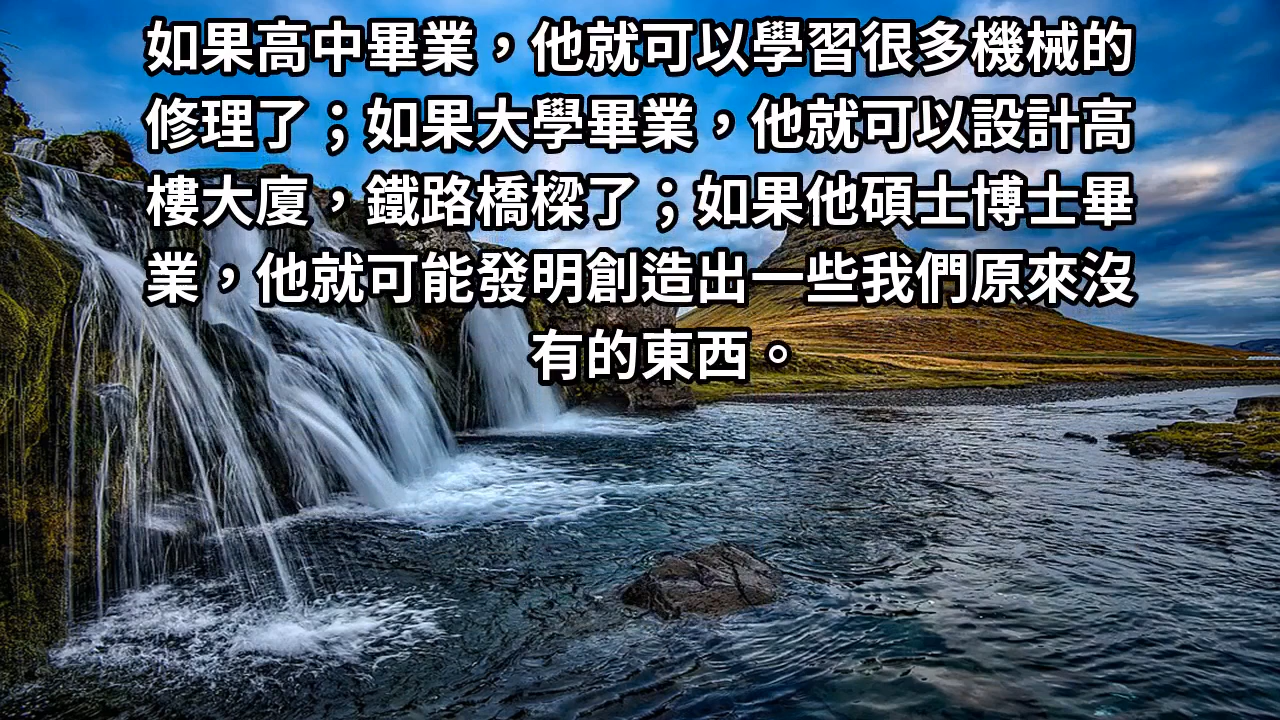 如果高中畢業，他就可以學習很多機械的
修理了；如果大學畢業，他就可以設計高
樓大廈，鐵路橋樑了；如果他碩士博士畢
業，他就可能發明創造出一些我們原來沒
有的東西。